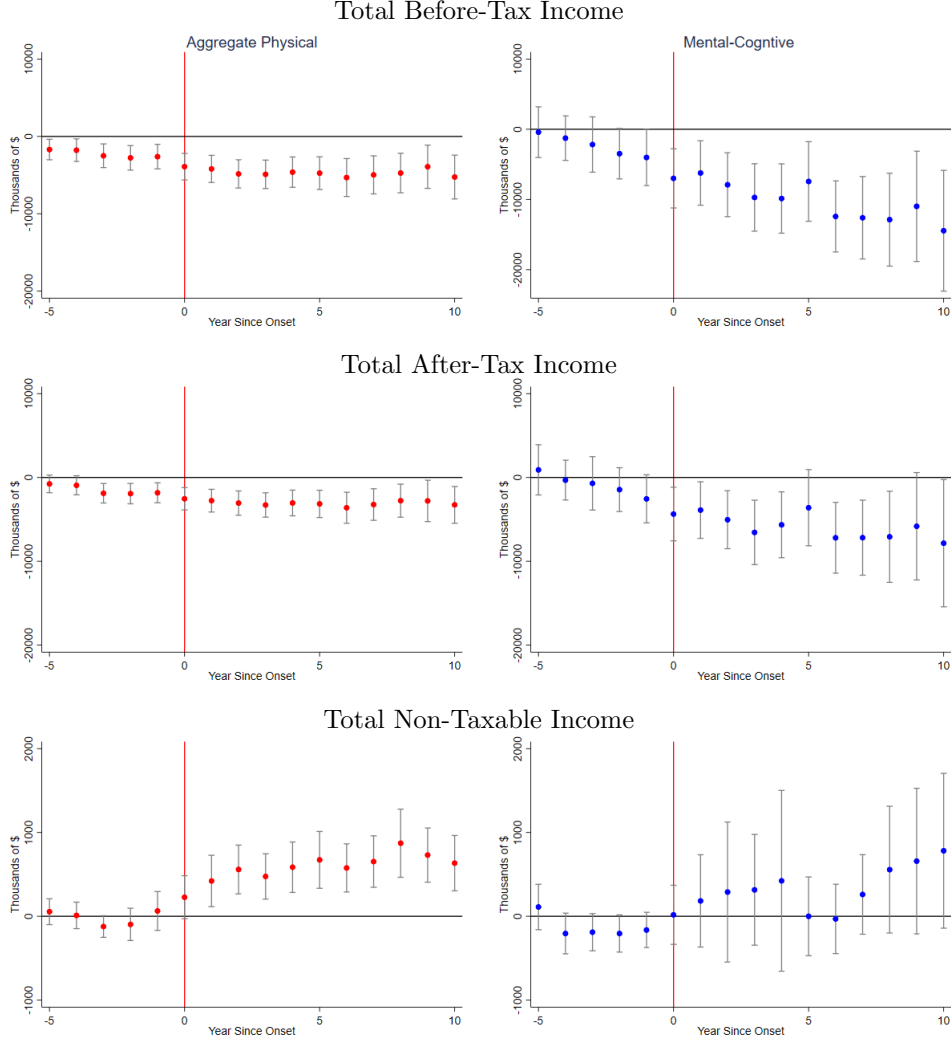 Total Before-Tax Income
Aggregate Physical
Mental-Cogntive
Thousands of $
10000
0
-10000
-20000
-5
0
5
10
Year Since Onset
Thousands of $
10000
0
-10000
-20000
-5
0
5
10
Year Since Onset
Total After-Tax Income
Thousands of $
10000
0
-10000
-20000
-5
0
5
10
Year Since Onset
Thousands of $
10000
0
-10000
-20000
-5
0
5
10
Year Since Onset
Total Non-Taxable Income
Thousands of $
2000
1000
0
-1000
-5
0
5
10
Year Since Onset
Thousands of $
2000
1000
0
-1000
-5
0
5
10
Year Since Onset